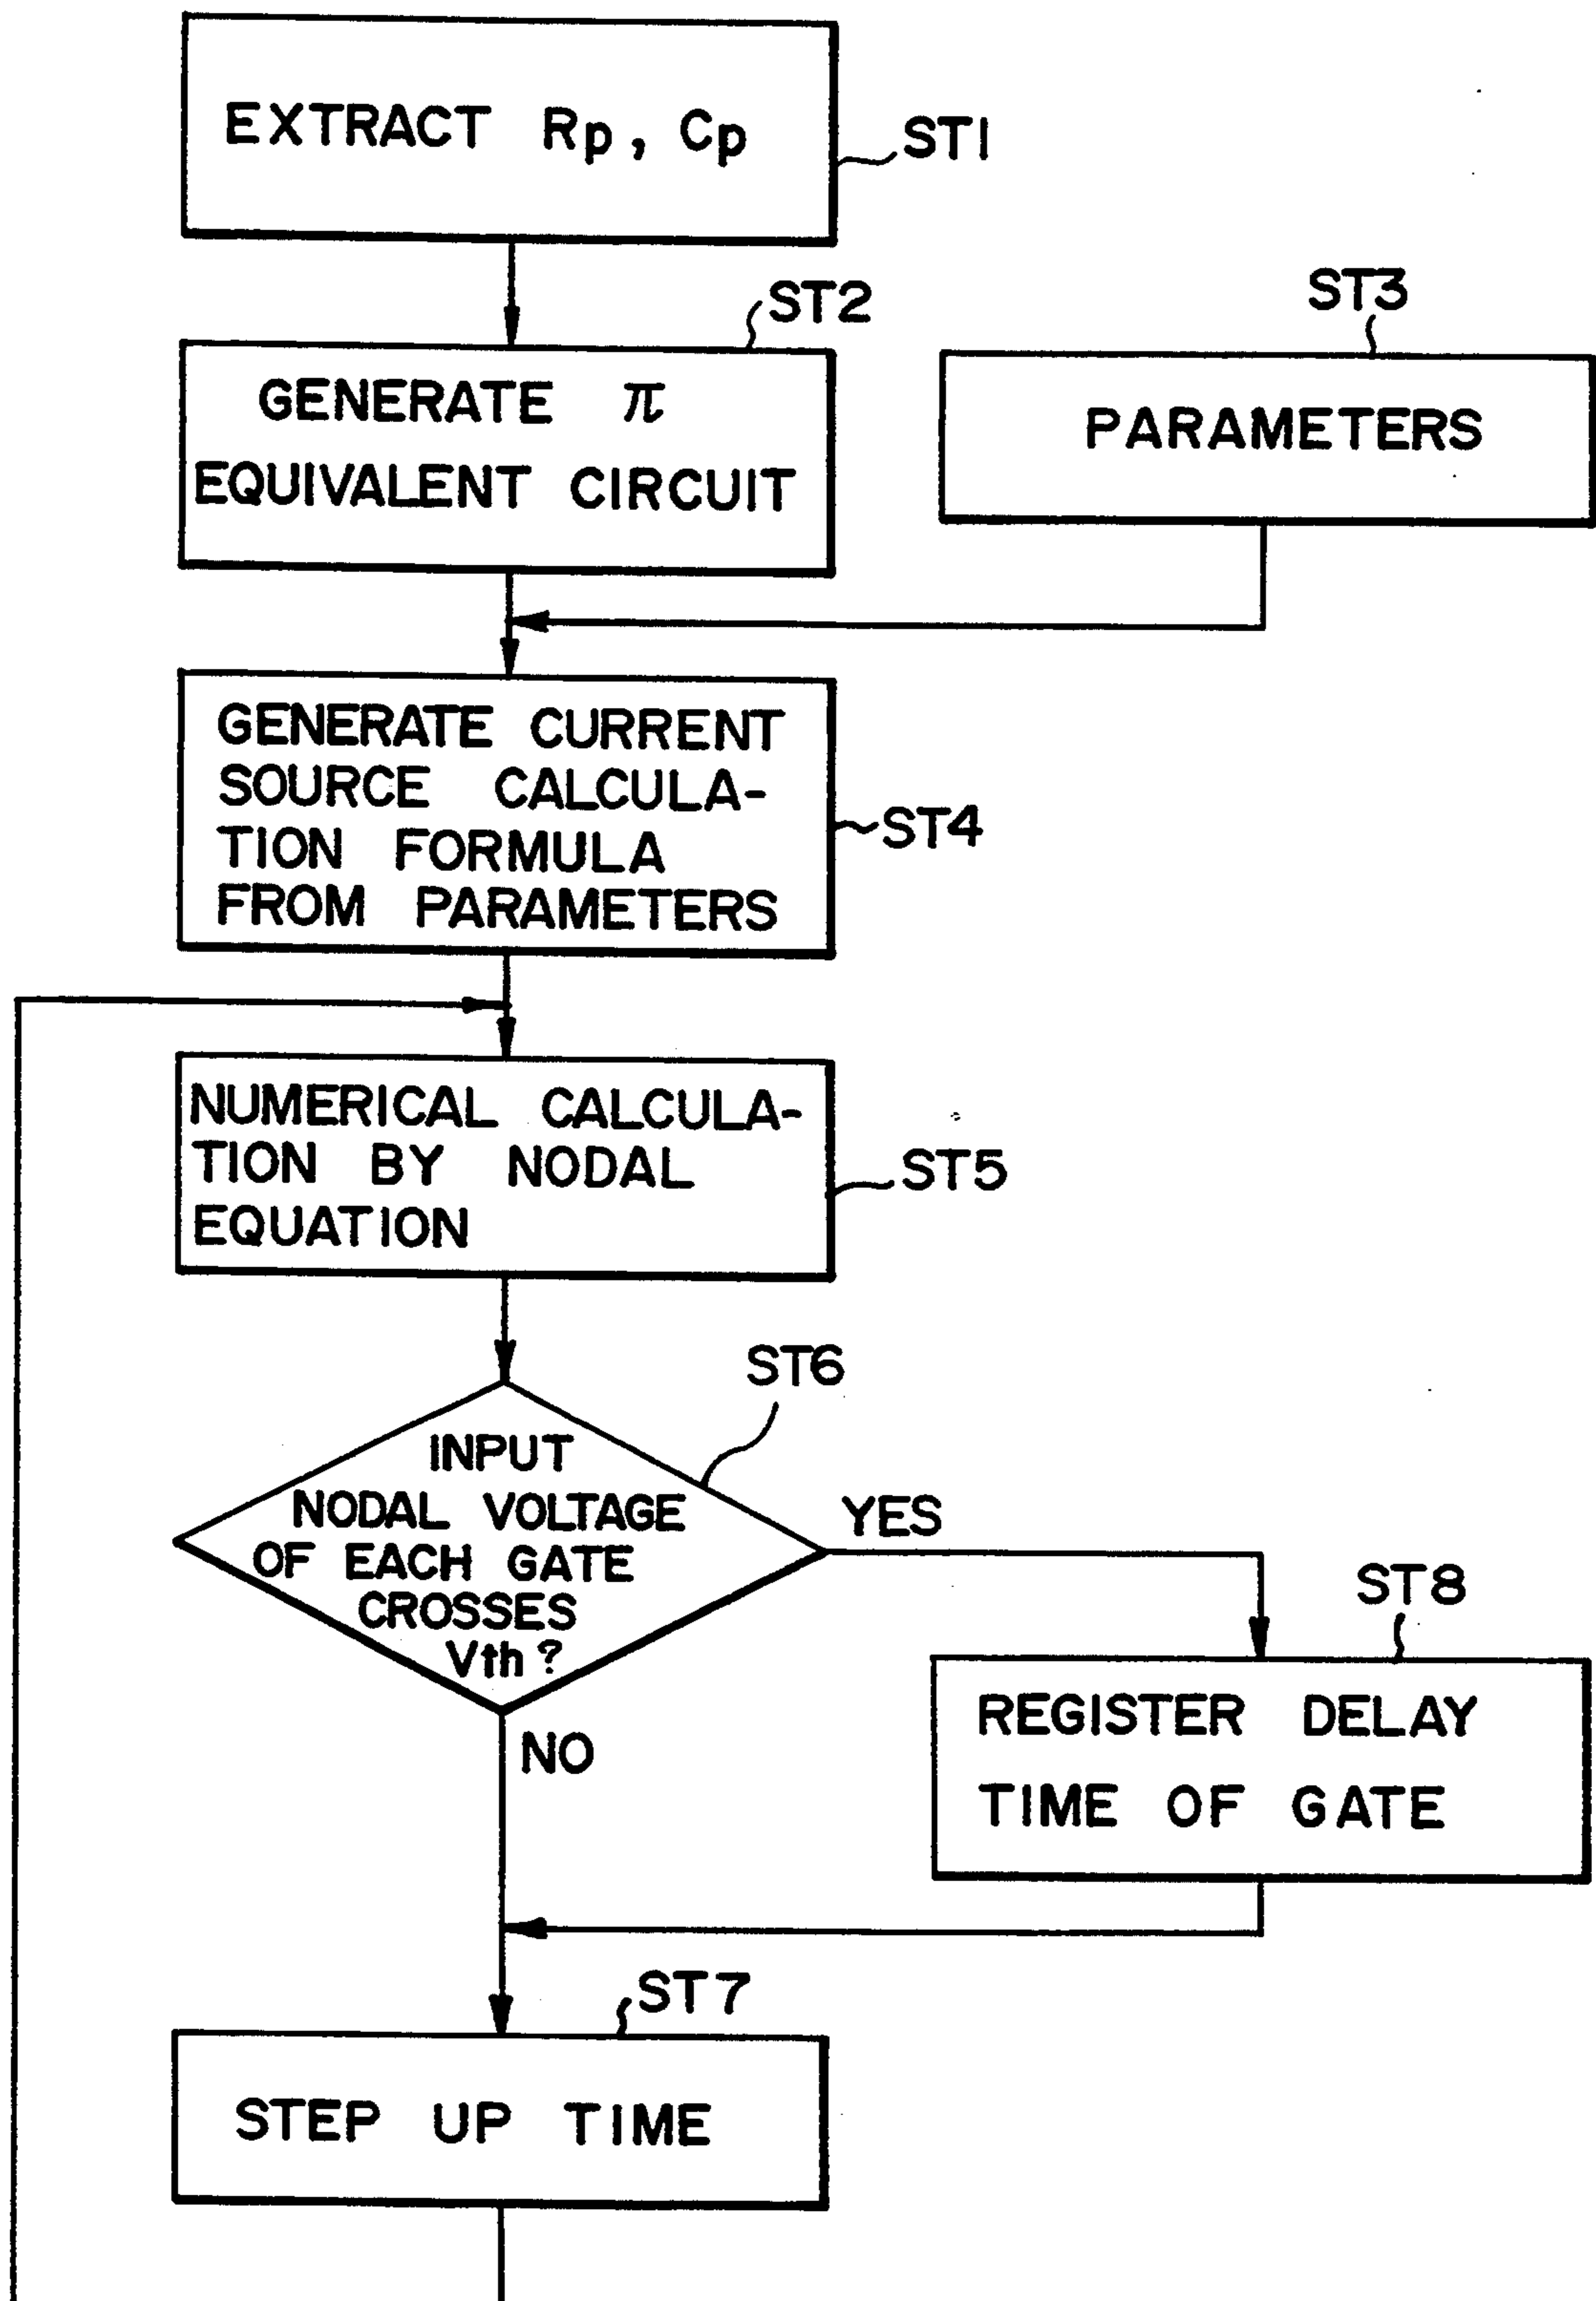 EXTRACT Rp, Cp
ST1
ST2
GENERATE π
EQUIVALENT CIRCUIT
ST3
PARAMETERS
GENERATE CURRENT
SOURCE CALCULA-
TION FORMULA
FROM PARAMETERS
ST4
NUMERICAL CALCULA-
TION BY NODAL
EQUATION
ST5
ST6
INPUT
NODAL VOLTAGE
OF EACH GATE
CROSSES
Vth ?
YES
NO
ST8
REGISTER DELAY
TIME OF GATE
ST7
STEP UP TIME